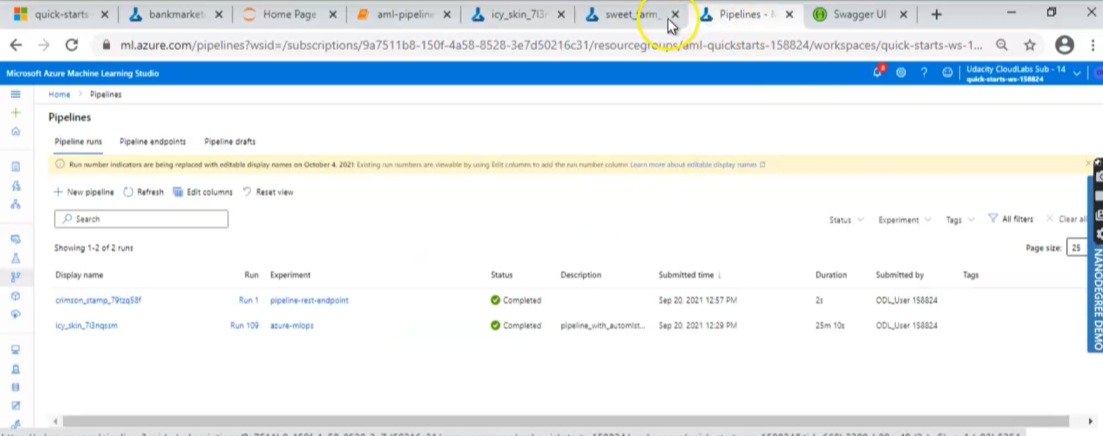 quick-starts- bankmarket Home Page aml-pipeline icy_skin_7l3n sweet_farm_ Pipelines - M Swagger UI
ml.azure.com/pipelines?wsid=/subscriptions/9a7511b8-150f-4a58-8528-3e7d50216c31/resourcegroups/aml-quickstarts-158824/workspaces/quick-starts-ws-1...
Microsoft Azure Machine Learning Studio
Udacity CloudLabs Sub - 14
quick-starts-ws-158824
Home > Pipelines
Pipelines
Pipeline runs Pipeline endpoints Pipeline drafts
Run number indicators are being replaced with editable display names on October 4, 2021 Existing run numbers are viewable by using Edit columns to add the run number column Learn more about editable display names
New pipeline Refresh Edit columns Reset view
Search
Status Experiment Tags All filters Clear all
Showing 1-2 of 2 runs
Page size: 25
Display name Run Experiment Status Description Submitted time ↓ Duration Submitted by Tags
crimson_stamp_79tzq58f Run 1 pipeline-rest-endpoint Completed Sep 20, 2021 12:57 PM 2s ODL_User 158824
icy_skin_7l3nqssm Run 109 azure-mlops Completed pipeline_with_automlst... Sep 20, 2021 12:29 PM 25m 10s ODL_User 158824
NANODEGREE DEMO